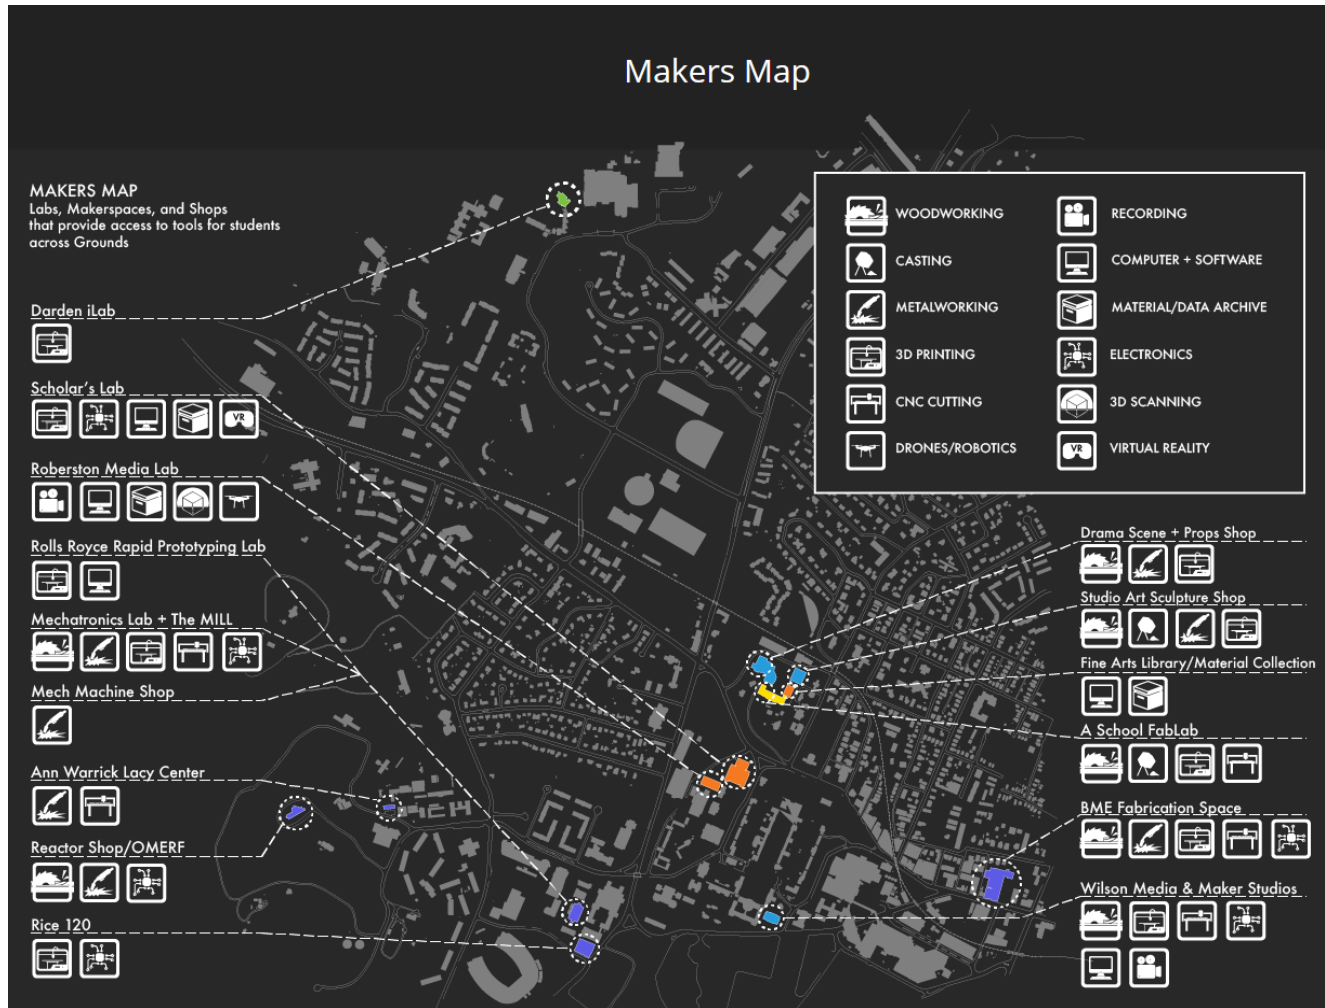 Makers Map
MAKERS MAP
Labs, Makerspaces, and Shops
that provide access to tools for students
across Grounds
Darden iLab
Scholar's Lab
VR
Roberston Media Lab
Rolls Royce Rapid Prototyping Lab
Mechatronics Lab + The MILL
Mech Machine Shop
Ann Warrick Lacy Center
Reactor Shop/OMERF
Rice 120
WOODWORKING
CASTING
METALWORKING
3D PRINTING
CNC CUTTING
DRONES/ROBOTICS
RECORDING
COMPUTER + SOFTWARE
MATERIAL/DATA ARCHIVE
ELECTRONICS
3D SCANNING
VR
VIRTUAL REALITY
Drama Scene + Props Shop
Studio Art Sculpture Shop
Fine Arts Library/Material Collection
A School FabLab
BME Fabrication Space
Wilson Media & Maker Studios